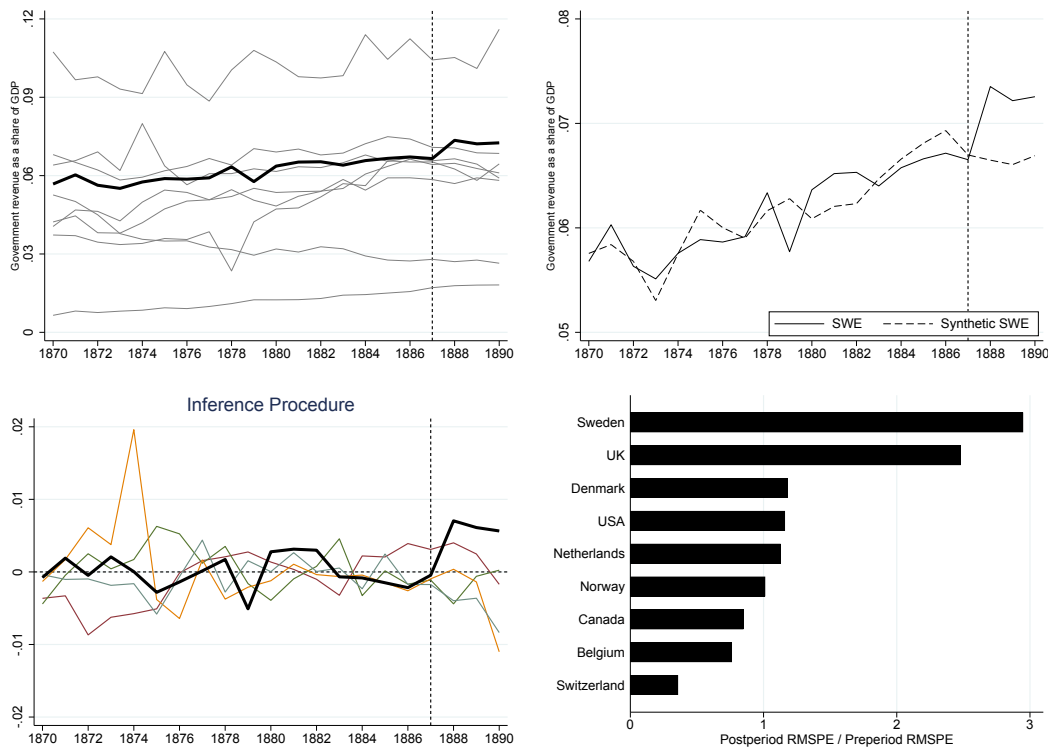 Government revenue as a share of GDP
.12
.09
.06
.03
0
1870 1872 1874 1876 1878 1880 1882 1884 1886 1888 1890
Government revenue as a share of GDP
.08
.07
.06
.05
SWE Synthetic SWE
1870 1872 1874 1876 1878 1880 1882 1884 1886 1888 1890
Inference Procedure
.02
.01
0
-.01
-.02
1870 1872 1874 1876 1878 1880 1882 1884 1886 1888 1890
Sweden
UK
Denmark
USA
Netherlands
Norway
Canada
Belgium
Switzerland
0 1 2 3
Postperiod RMSPE / Preperiod RMSPE